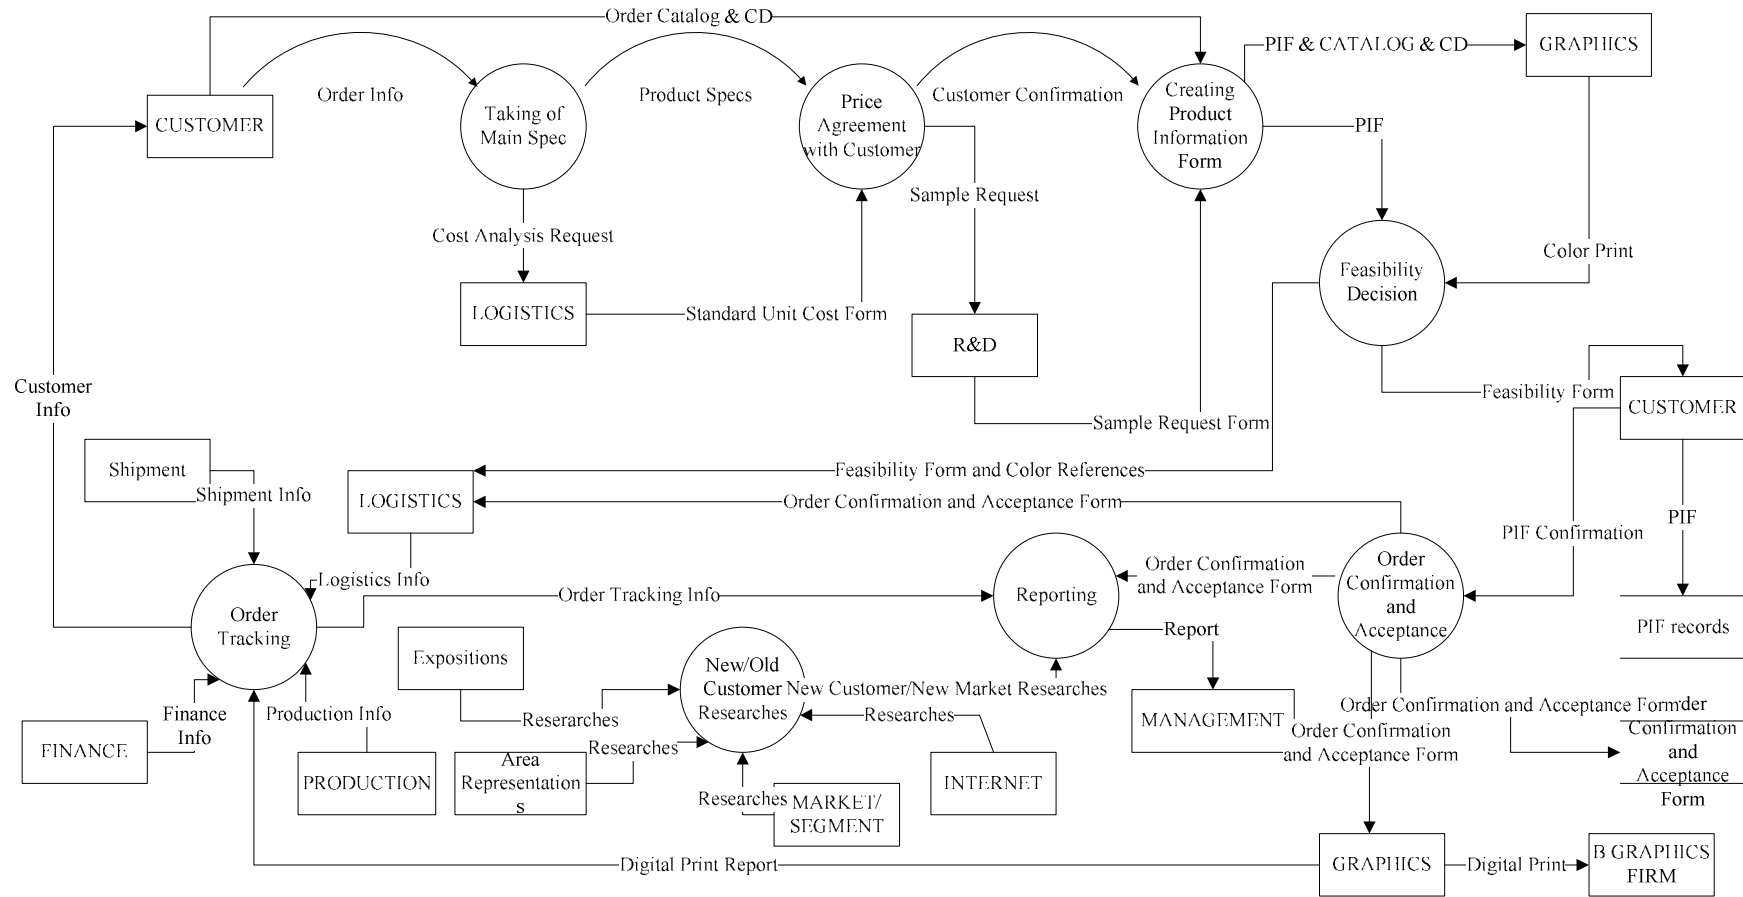 Order Catalog & CD
PIF & CATALOG & CD
GRAPHICS
CUSTOMER
Order Info
Taking of
Main Spec
Product Specs
Price
Agreement
with Customer
Customer Confirmation
Creating
Product
Information
Form
PIF
Sample Request
Cost Analysis Request
Color Print
Feasibility
Decision
LOGISTICS
Standard Unit Cost Form
R&D
Customer
Info
Feasibility Form
CUSTOMER
Sample Request Form
Shipment
Shipment Info
Feasibility Form and Color References
LOGISTICS
Order Confirmation and Acceptance Form
PIF
PIF Confirmation
Logistics Info
Order
Tracking
Order Tracking Info
Reporting
Order Confirmation
and Acceptance Form
Order
Confirmation
and
Acceptance
PIF records
Report
Expositions
New/Old
Customer
Researches
New Customer/New Market Researches
Researches
Researches
Researches
Researches
Finance
Info
Production Info
FINANCE
PRODUCTION
Area
Representation
s
MARKET/
SEGMENT
INTERNET
MANAGEMENT
Order Confirmation
and Acceptance Form
Order Confirmation and Acceptance Form
der
Confirmation
and
Acceptance
Form
Digital Print Report
GRAPHICS
Digital Print
B GRAPHICS
FIRM